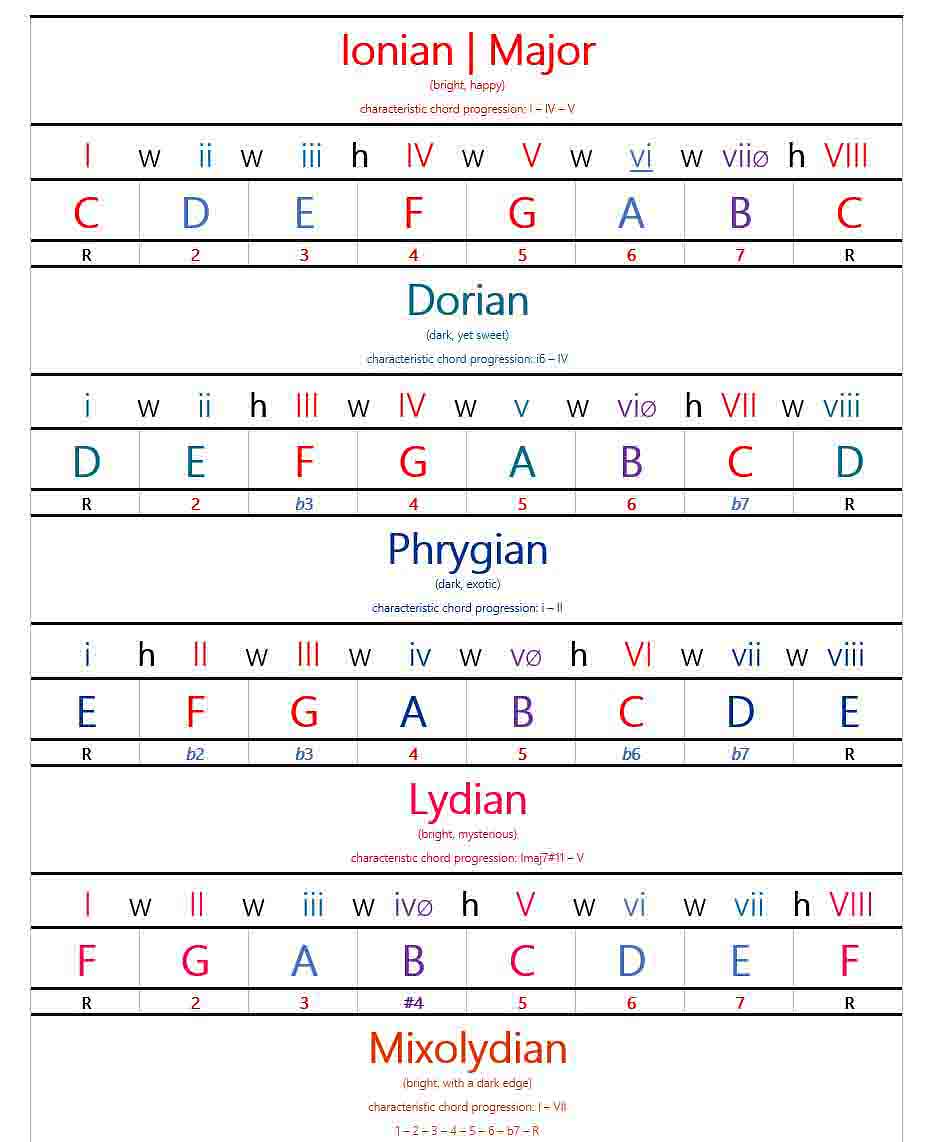 Ionian | Major
(bright, happy)
characteristic chord progression: I – IV – V
I w ii w iii h IV w V w vi w viiø h VIII
C D E F G A B C
R 2 3 4 5 6 7 R
Dorian
(dark, yet sweet)
characteristic chord progression: i6 – IV
i w ii h III w IV w v w viø h VII w viii
D E F G A B C D
R 2 b3 4 5 6 b7 R
Phrygian
(dark, exotic)
characteristic chord progression: i – II
i h II w III w iv w vø h VI w vii w viii
E F G A B C D E
R b2 b3 4 5 b6 b7 R
Lydian
(bright, mysterious)
characteristic chord progression: Imaj7#11 – V
I w II w iii w ivø h V w vi w vii h VIII
F G A B C D E F
R 2 3 #4 5 6 7 R
Mixolydian
(bright, with a dark edge)
characteristic chord progression: I – VII
1 – 2 – 3 – 4 – 5 – 6 – b7 – R